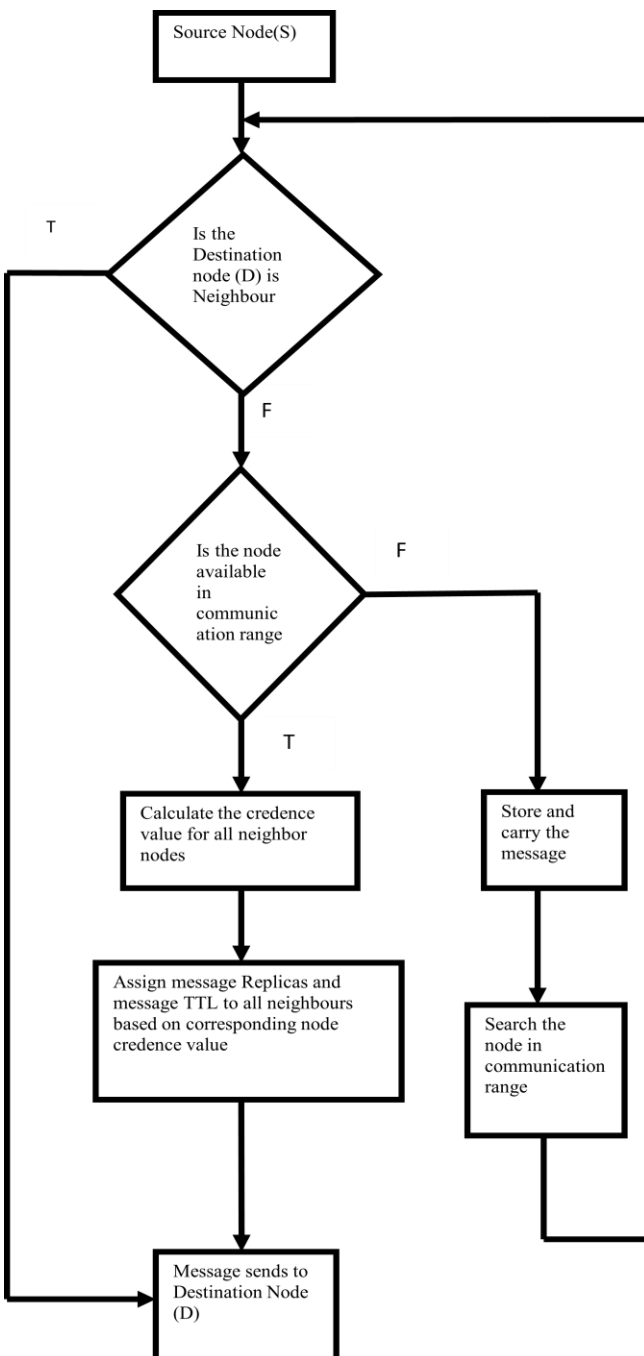 Source Node(S)
T
Is the
Destination
node (D) is
Neighbour
F
Is the node
available
in
communic
ation range
F
T
Calculate the credence
value for all neighbor
nodes
Store and
carry the
message
Assign message Replicas and
message TTL to all neighbours
based on corresponding node
credence value
Search the
node in
communication
range
Message sends to
Destination Node
(D)